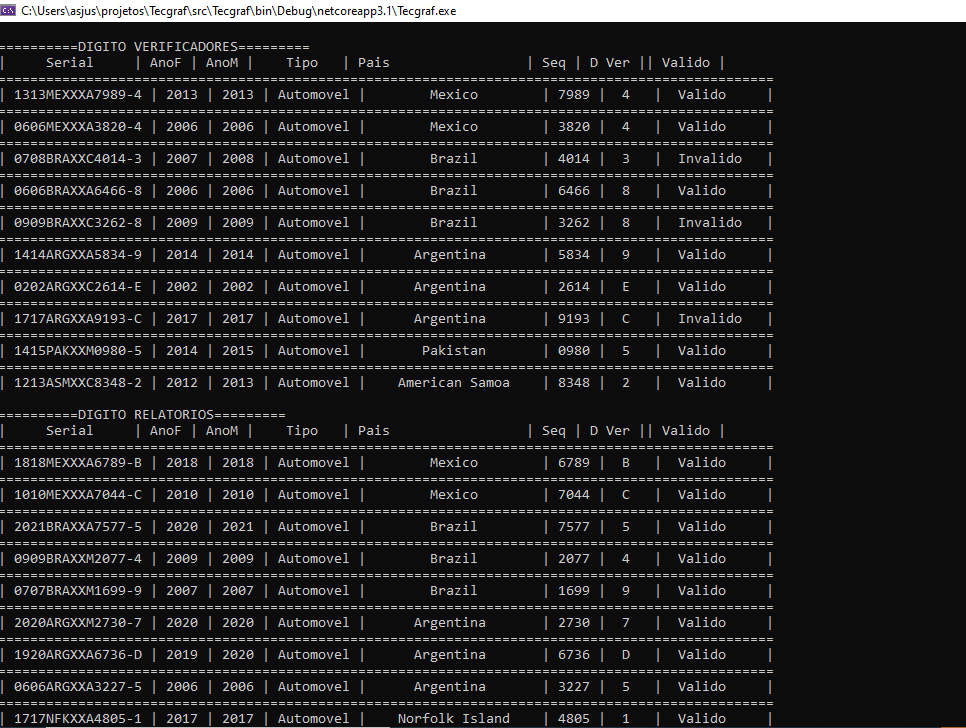 C:\Users\asjus\projetos\Tecgraf\src\Tecgraf\bin\Debug\netcoreapp3.1\Tecgraf.exe
==========DIGITO VERIFICADORES=========
| Serial | AnoF | AnoM | Tipo | Pais | Seq | D Ver || Valido |
=================================================================================================
| 1313MEXXXA7989-4 | 2013 | 2013 | Automovel | Mexico | 7989 | 4 | Valido |
=================================================================================================
| 0606MEXXXA3820-4 | 2006 | 2006 | Automovel | Mexico | 3820 | 4 | Valido |
=================================================================================================
| 0708BRAXXC4014-3 | 2007 | 2008 | Automovel | Brazil | 4014 | 3 | Invalido |
=================================================================================================
| 0606BRAXXA6466-8 | 2006 | 2006 | Automovel | Brazil | 6466 | 8 | Valido |
=================================================================================================
| 0909BRAXXC3262-8 | 2009 | 2009 | Automovel | Brazil | 3262 | 8 | Invalido |
=================================================================================================
| 1414ARGXXA5834-9 | 2014 | 2014 | Automovel | Argentina | 5834 | 9 | Valido |
=================================================================================================
| 0202ARGXXC2614-E | 2002 | 2002 | Automovel | Argentina | 2614 | E | Valido |
=================================================================================================
| 1717ARGXXA9193-C | 2017 | 2017 | Automovel | Argentina | 9193 | C | Invalido |
=================================================================================================
| 1415PAKXXM0980-5 | 2014 | 2015 | Automovel | Pakistan | 0980 | 5 | Valido |
=================================================================================================
| 1213ASMXXC8348-2 | 2012 | 2013 | Automovel | American Samoa | 8348 | 2 | Valido |
==========DIGITO RELATORIOS=========
| Serial | AnoF | AnoM | Tipo | Pais | Seq | D Ver || Valido |
=================================================================================================
| 1818MEXXXA6789-B | 2018 | 2018 | Automovel | Mexico | 6789 | B | Valido |
=================================================================================================
| 1010MEXXXA7044-C | 2010 | 2010 | Automovel | Mexico | 7044 | C | Valido |
=================================================================================================
| 2021BRAXXA7577-5 | 2020 | 2021 | Automovel | Brazil | 7577 | 5 | Valido |
=================================================================================================
| 0909BRAXXM2077-4 | 2009 | 2009 | Automovel | Brazil | 2077 | 4 | Valido |
=================================================================================================
| 0707BRAXXM1699-9 | 2007 | 2007 | Automovel | Brazil | 1699 | 9 | Valido |
=================================================================================================
| 2020ARGXXM2730-7 | 2020 | 2020 | Automovel | Argentina | 2730 | 7 | Valido |
=================================================================================================
| 1920ARGXXA6736-D | 2019 | 2020 | Automovel | Argentina | 6736 | D | Valido |
=================================================================================================
| 0606ARGXXA3227-5 | 2006 | 2006 | Automovel | Argentina | 3227 | 5 | Valido |
=================================================================================================
| 1717NFKXXA4805-1 | 2017 | 2017 | Automovel | Norfolk Island | 4805 | 1 | Valido |